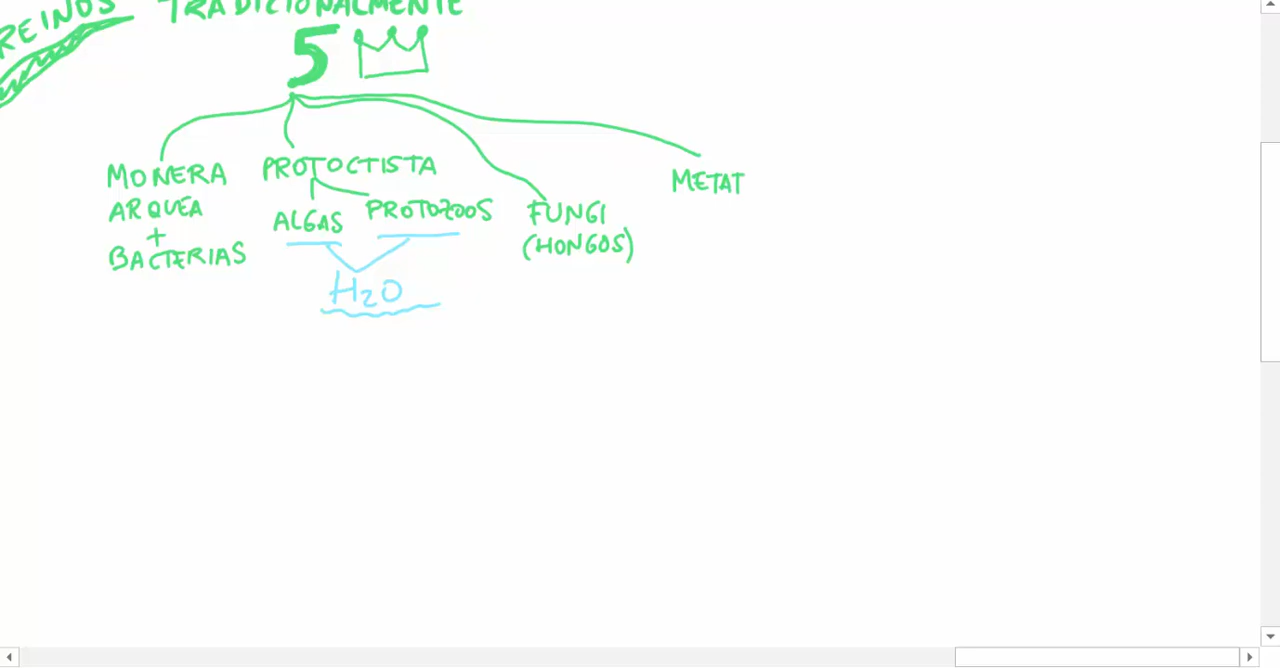 REINOS TRADICIONALMENTE
5
MONERA
ARQUEA
+
BACTERIAS
PROTOCTISTA
ALGAS PROTOZOOS
H2O
FUNGI
(HONGOS)
METAT